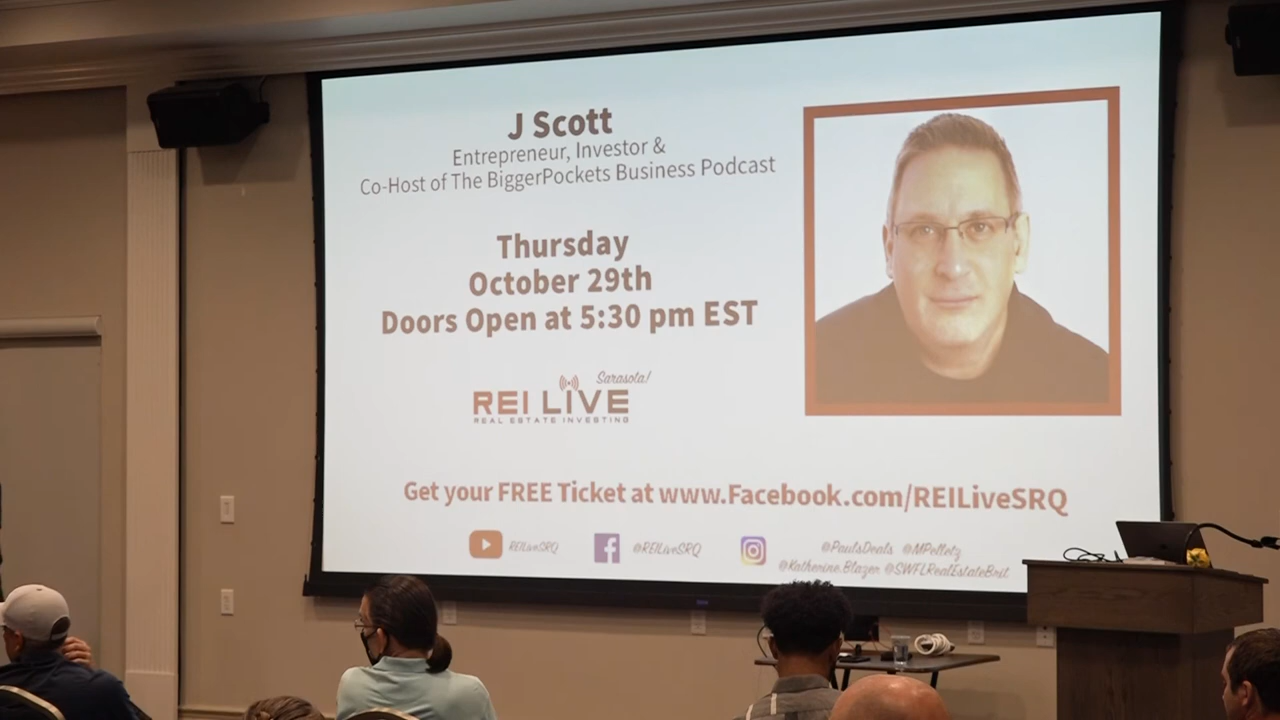 J Scott
Entrepreneur, Investor &
Co-Host of The BiggerPockets Business Podcast
Thursday
October 29th
Doors Open at 5:30 pm EST
Sarasota!
REI LIVE
REAL ESTATE INVESTING
Get your FREE Ticket at www.Facebook.com/REILiveSRQ
REILiveSRQ
@REILiveSRQ
@PaulsDeals @MPelletz
@Katherine.Blazer @SWFLRealEstateBrit